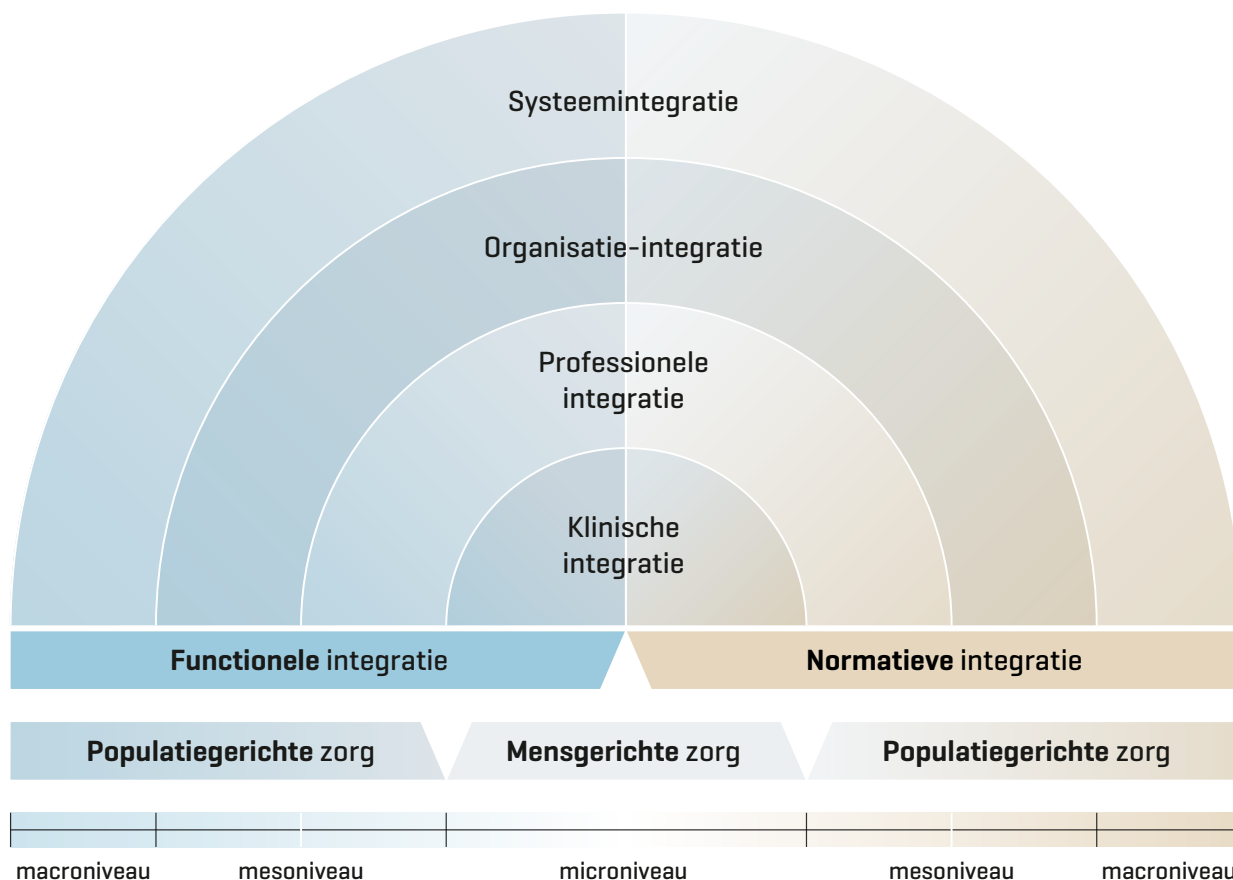 Systeemintegratie
Organisatie-integratie
Professionele
integratie
Klinische
integratie
Functionele integratie
Normatieve integratie
Populatiegerichte zorg
Mensgerichte zorg
Populatiegerichte zorg
macroniveau
mesoniveau
microniveau
mesoniveau
macroniveau